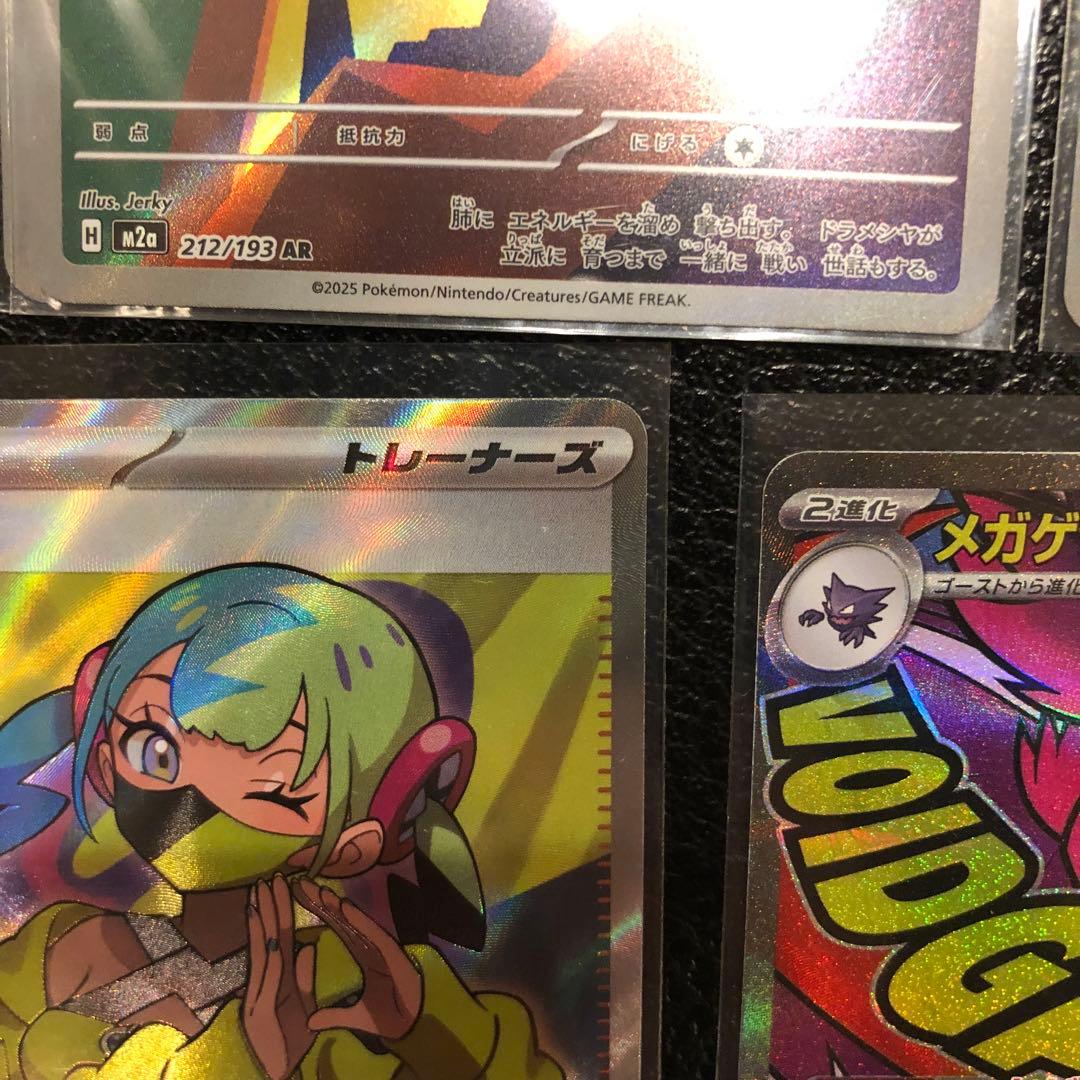 弱点 抵抗力 にげる
Illus. Jerky
H m2a 212/193 AR
肺に エネルギーを溜め 撃ち出す。 ドラメシヤが
立派に 育つまで 一緒に 戦い 世話もする。
©2025 Pokémon/Nintendo/Creatures/GAME FREAK.
トレーナーズ
2進化 メガゲ
ゴーストから進化
VOIDG